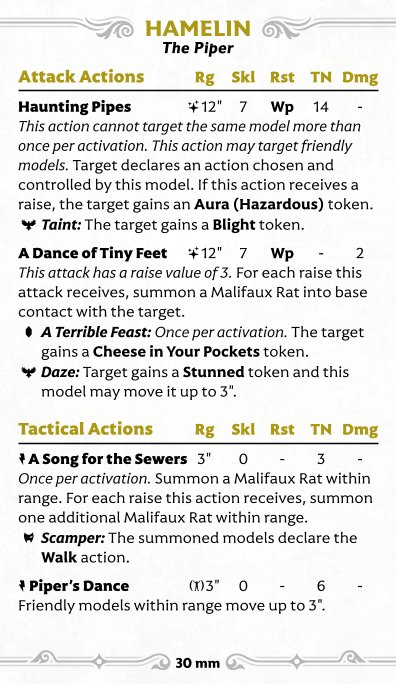 HAMELIN
The Piper
Attack Actions Rg Skl Rst TN Dmg
Haunting Pipes 12" 7 Wp 14 -
This action cannot target the same model more than
once per activation. This action may target friendly
models. Target declares an action chosen and
controlled by this model. If this action receives a
raise, the target gains an Aura (Hazardous) token.
Taint: The target gains a Blight token.
A Dance of Tiny Feet 12" 7 Wp - 2
This attack has a raise value of 3. For each raise this
attack receives, summon a Malifaux Rat into base
contact with the target.
A Terrible Feast: Once per activation. The target
gains a Cheese in Your Pockets token.
Daze: Target gains a Stunned token and this
model may move it up to 3".
Tactical Actions Rg Skl Rst TN Dmg
A Song for the Sewers 3" 0 - 3 -
Once per activation. Summon a Malifaux Rat within
range. For each raise this action receives, summon
one additional Malifaux Rat within range.
Scamper: The summoned models declare the
Walk action.
Piper's Dance 3" 0 - 6 -
Friendly models within range move up to 3".
30 mm